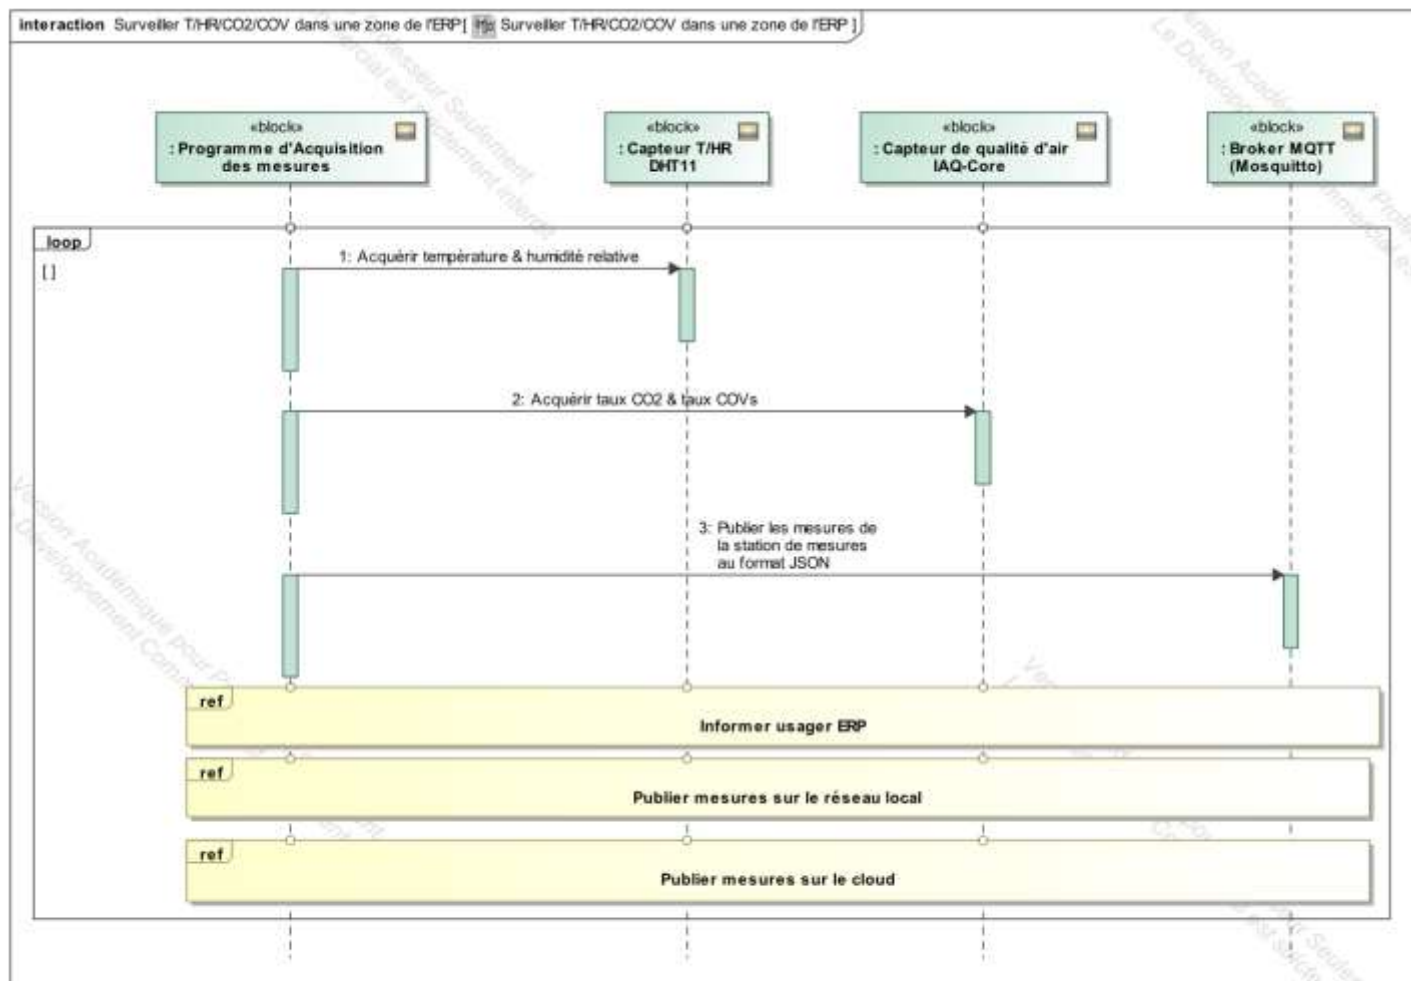 interaction Surveiller T/HR/CO2/COV dans une zone de l'ERP[ Surveiller T/HR/CO2/COV dans une zone de l'ERP ]
«block»
: Programme d'Acquisition
des mesures
«block»
: Capteur T/HR
DHT11
«block»
: Capteur de qualité d'air
IAQ-Core
«block»
: Broker MQTT
(Mosquitto)
loop
[ ]
1: Acquérir température & humidité relative
2: Acquérir taux CO2 & taux COVs
3: Publier les mesures de
la station de mesures
au format JSON
ref
Informer usager ERP
ref
Publier mesures sur le réseau local
ref
Publier mesures sur le cloud